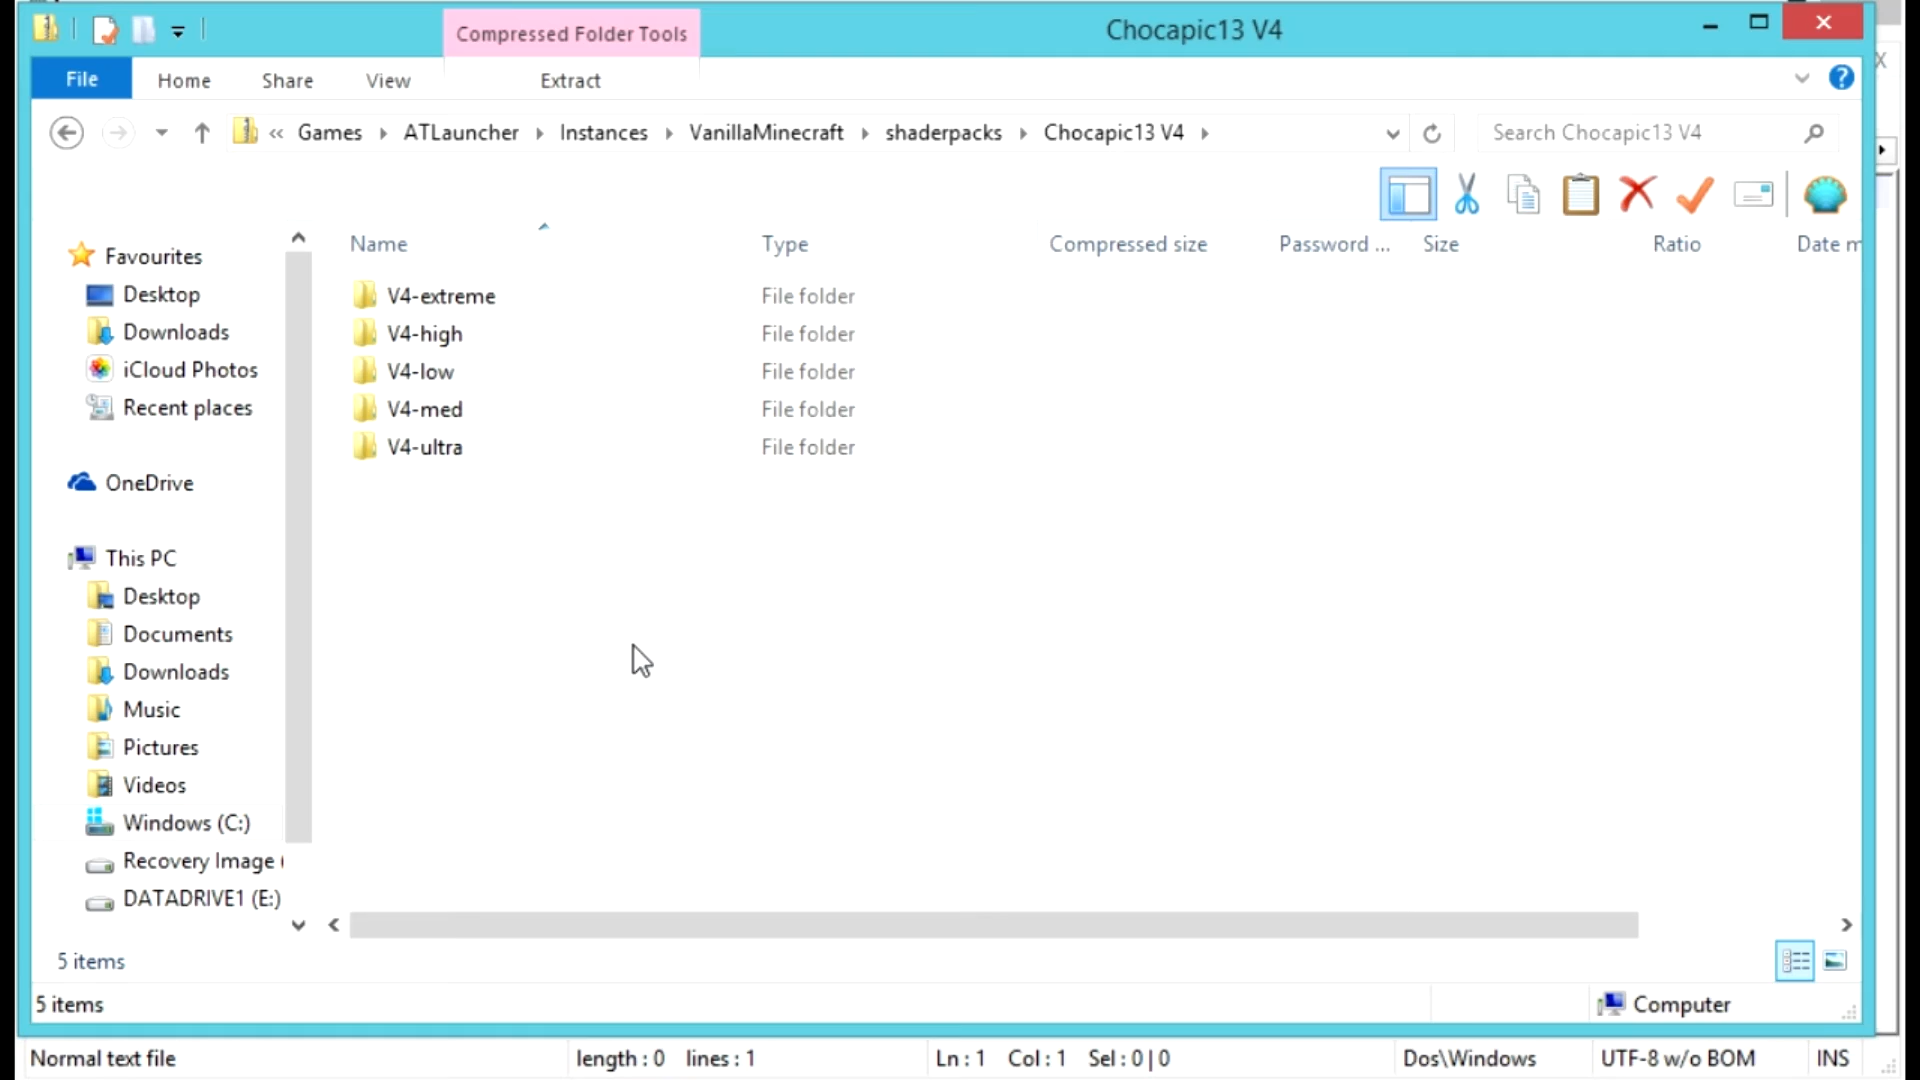 Compressed Folder Tools
Chocapic13 V4
File Home Share View Extract
« Games ATLauncher Instances VanillaMinecraft shaderpacks Chocapic13 V4
Search Chocapic13 V4
Name Type Compressed size Password ... Size Ratio Date m
V4-extreme File folder
V4-high File folder
V4-low File folder
V4-med File folder
V4-ultra File folder
Favourites
Desktop
Downloads
iCloud Photos
Recent places
OneDrive
This PC
Desktop
Documents
Downloads
Music
Pictures
Videos
Windows (C:)
Recovery Image (
DATADRIVE1 (E:)
5 items
5 items
Computer
Normal text file length : 0 lines : 1 Ln : 1 Col : 1 Sel : 0 | 0 Dos\Windows UTF-8 w/o BOM INS